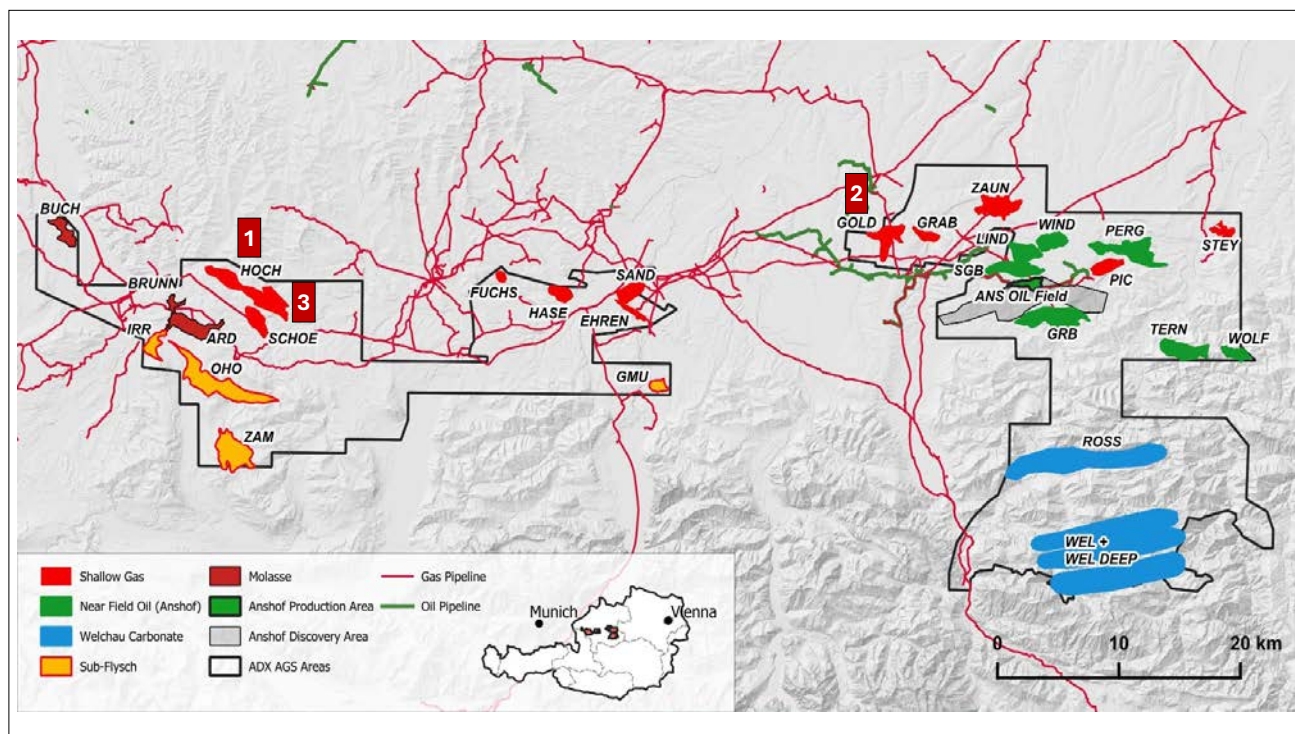 BUCH
1
HOCH
BRUNN
3
IRR
ARD
SCHOE
OHO
ZAM
FUCHS
HASE
SAND
EHREN
GMU
2
GOLD
GRAB
ZAUN
LIND
WIND
PERG
STEY
SGB
PIC
ANS OIL Field
GRB
TERN
WOLF
ROSS
WEL +
WEL DEEP
Shallow Gas
Near Field Oil (Anshof)
Welchau Carbonate
Sub-Flysch
Molasse
Anshof Production Area
Anshof Discovery Area
ADX AGS Areas
Gas Pipeline
Oil Pipeline
Munich
Vienna
0 10 20 km